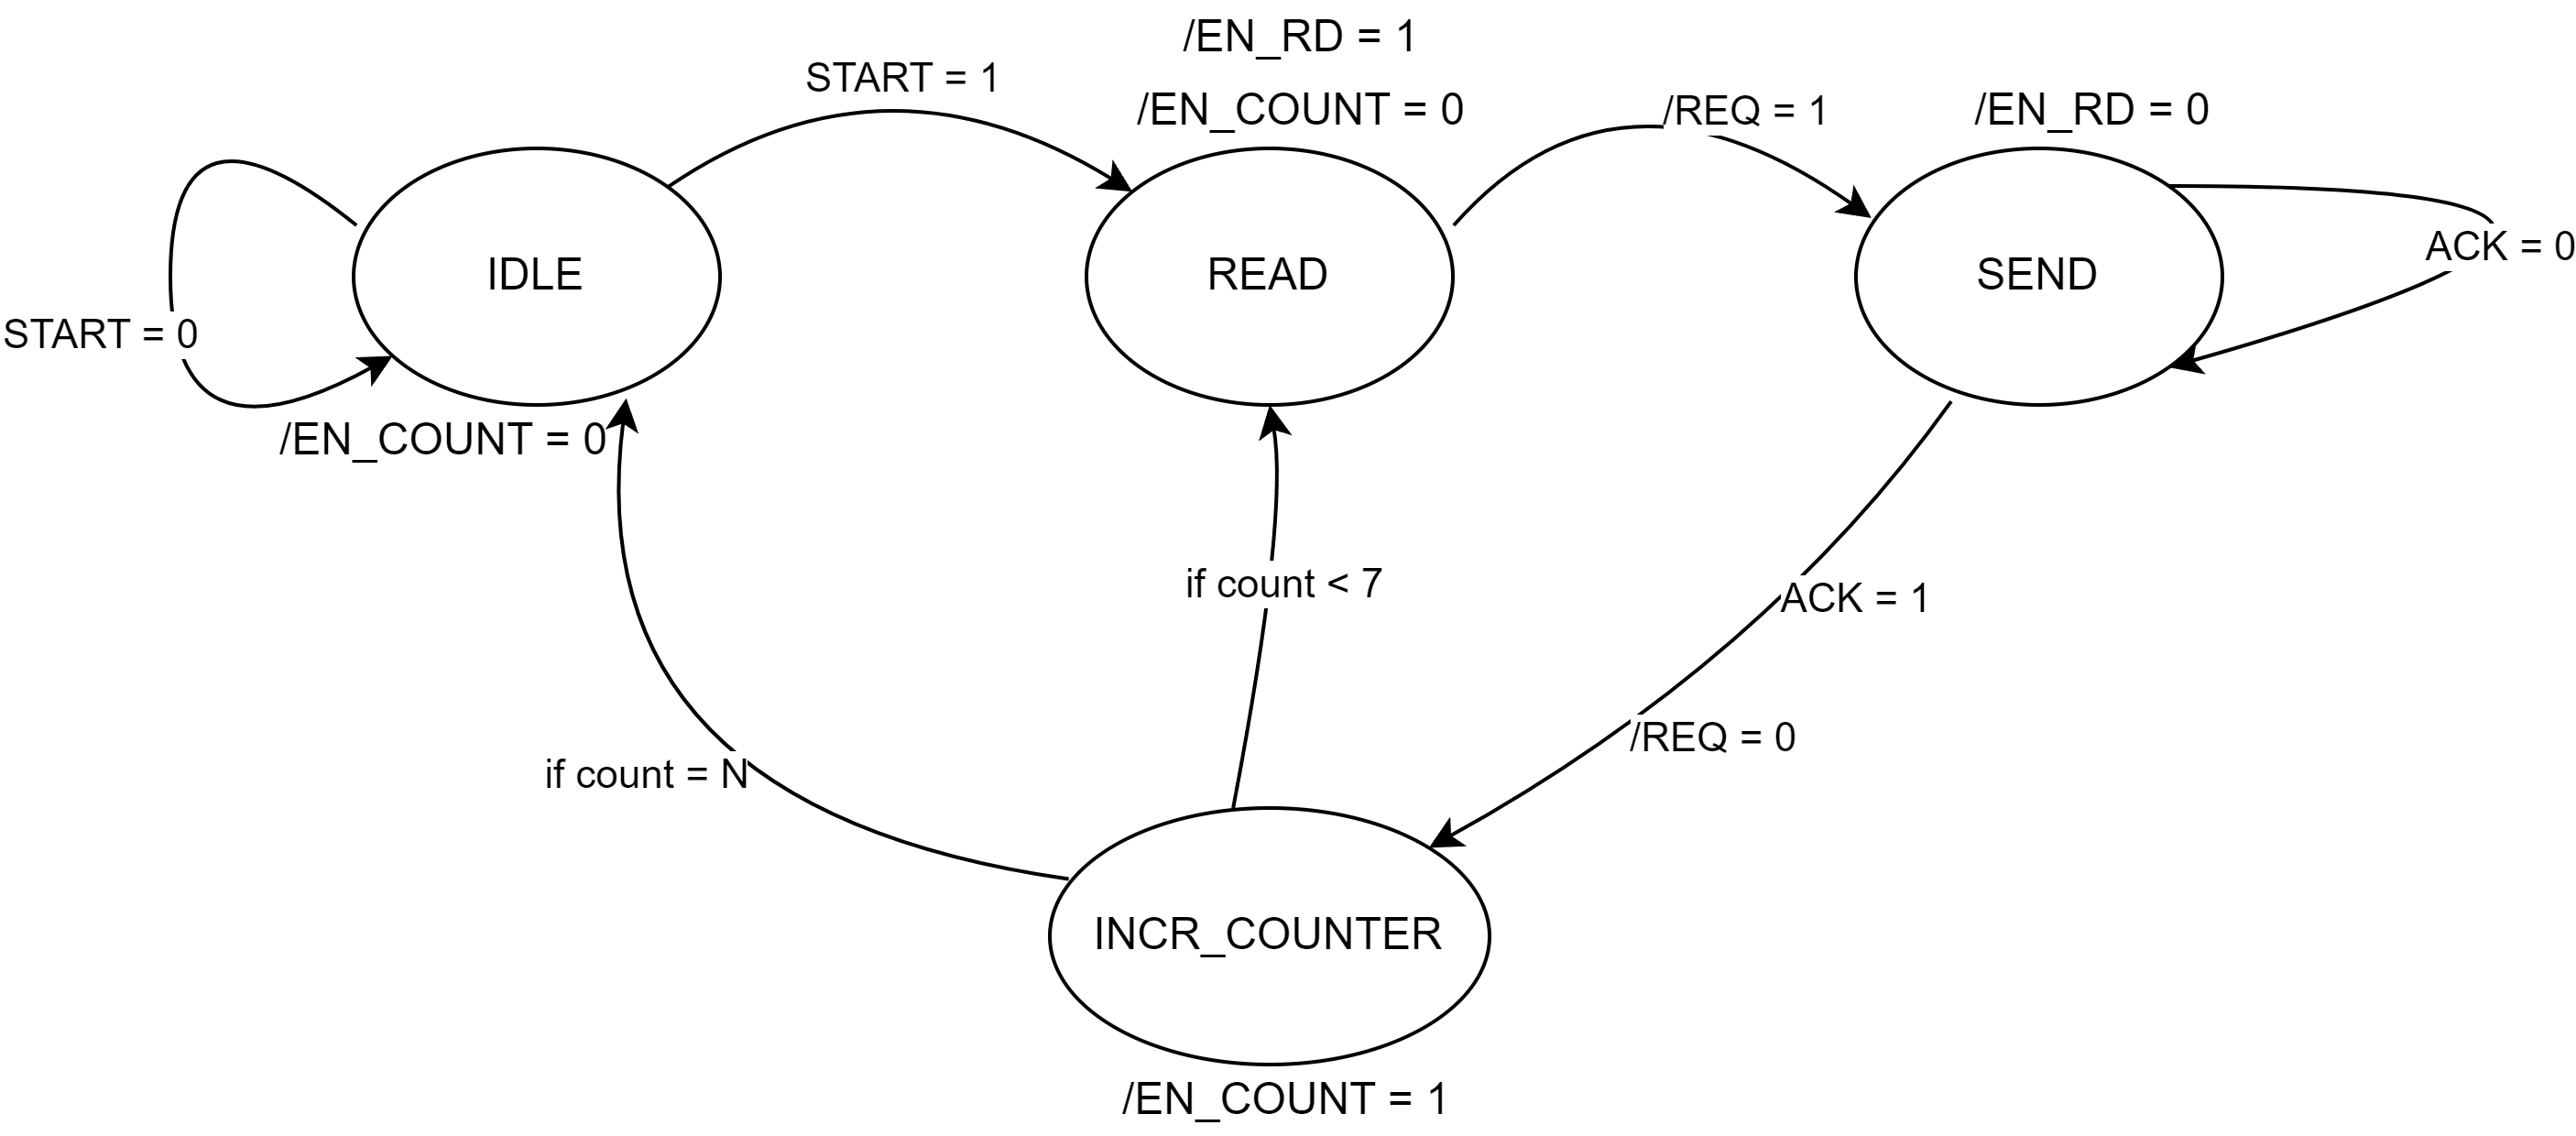 /EN_RD = 1
START = 1
/EN_COUNT = 0
/REQ = 1
/EN_RD = 0
IDLE
READ
SEND
ACK = 0
START = 0
/EN_COUNT = 0
if count < 7
ACK = 1
/REQ = 0
if count = N
INCR_COUNTER
/EN_COUNT = 1